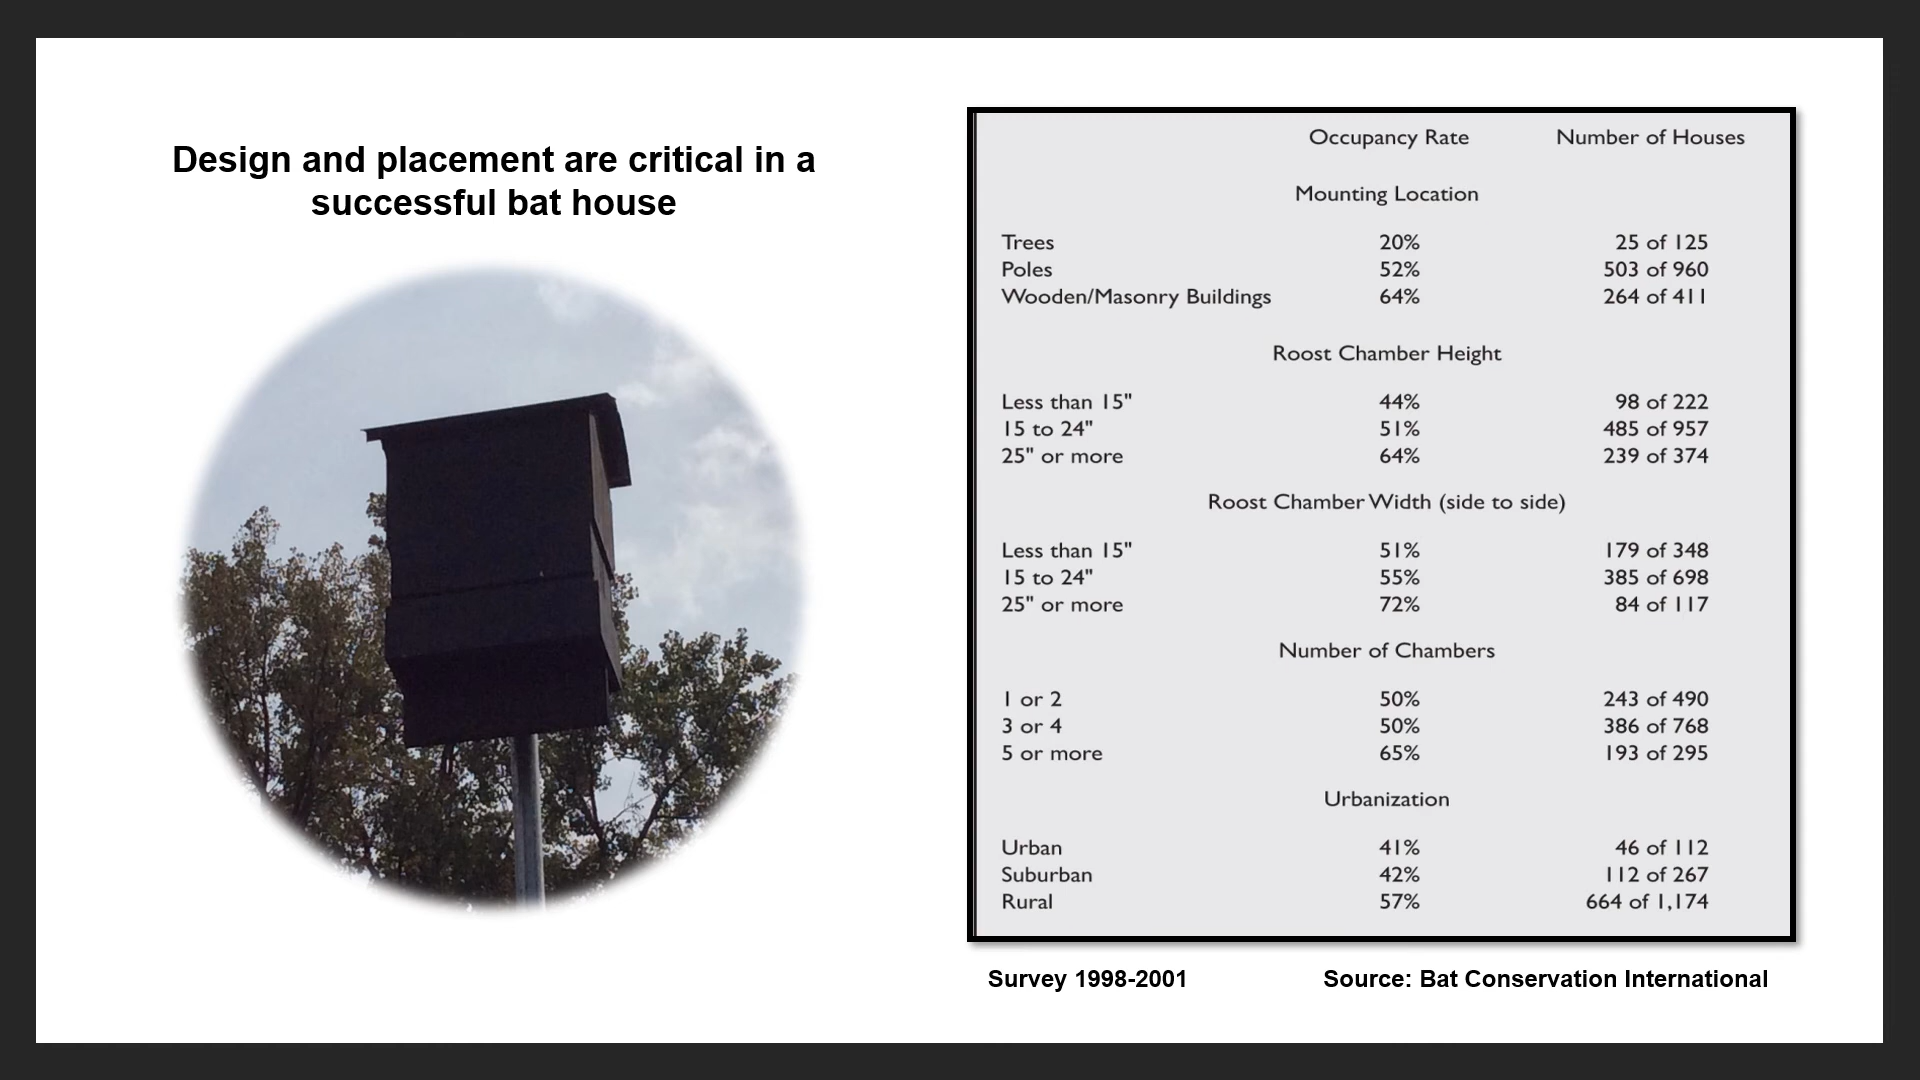 Design and placement are critical in a
successful bat house
Occupancy Rate Number of Houses
Mounting Location
Trees 20% 25 of 125
Poles 52% 503 of 960
Wooden/Masonry Buildings 64% 264 of 411
Roost Chamber Height
Less than 15" 44% 98 of 222
15 to 24" 51% 485 of 957
25" or more 64% 239 of 374
Roost Chamber Width (side to side)
Less than 15" 51% 179 of 348
15 to 24" 55% 385 of 698
25" or more 72% 84 of 117
Number of Chambers
1 or 2 50% 243 of 490
3 or 4 50% 386 of 768
5 or more 65% 193 of 295
Urbanization
Urban 41% 46 of 112
Suburban 42% 112 of 267
Rural 57% 664 of 1,174
Survey 1998-2001 Source: Bat Conservation International